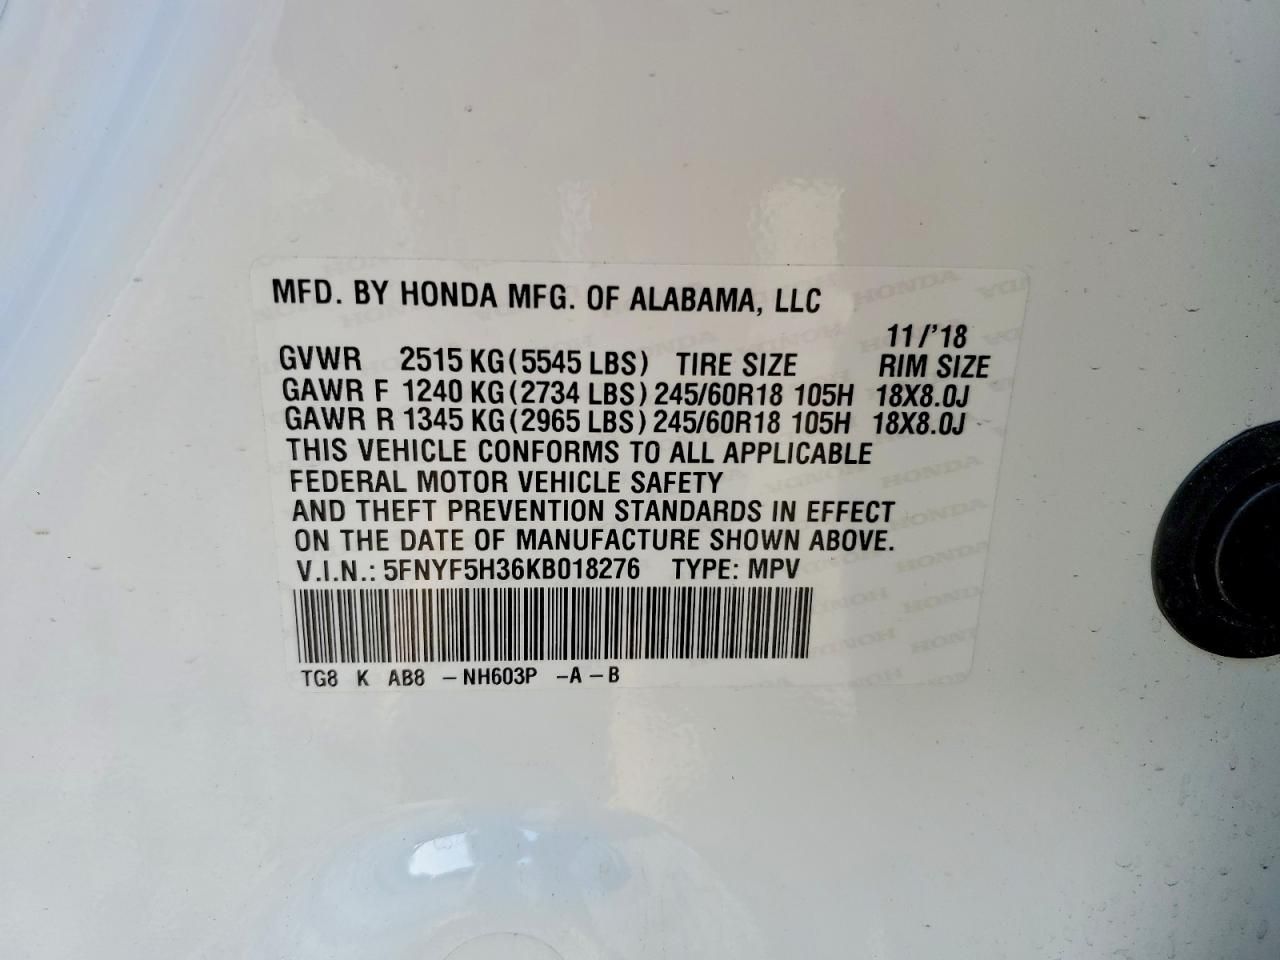 MFD. BY HONDA MFG. OF ALABAMA, LLC
11/'18
GVWR 2515 KG (5545 LBS) TIRE SIZE RIM SIZE
GAWR F 1240 KG (2734 LBS) 245/60R18 105H 18X8.0J
GAWR R 1345 KG (2965 LBS) 245/60R18 105H 18X8.0J
THIS VEHICLE CONFORMS TO ALL APPLICABLE
FEDERAL MOTOR VEHICLE SAFETY
AND THEFT PREVENTION STANDARDS IN EFFECT
ON THE DATE OF MANUFACTURE SHOWN ABOVE.
V.I.N.: 5FNYF5H36KB018276 TYPE: MPV
TG8 K AB8 -NH603P -A -B